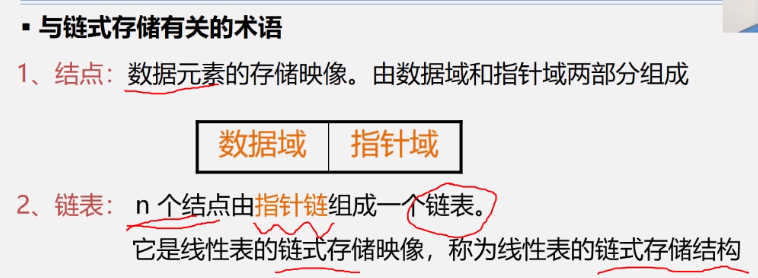 ▪ 与链式存储有关的术语
1、结点：数据元素的存储映像。由数据域和指针域两部分组成
数据域 指针域
2、链表： n 个结点由指针链组成一个链表。
它是线性表的链式存储映像，称为线性表的链式存储结构